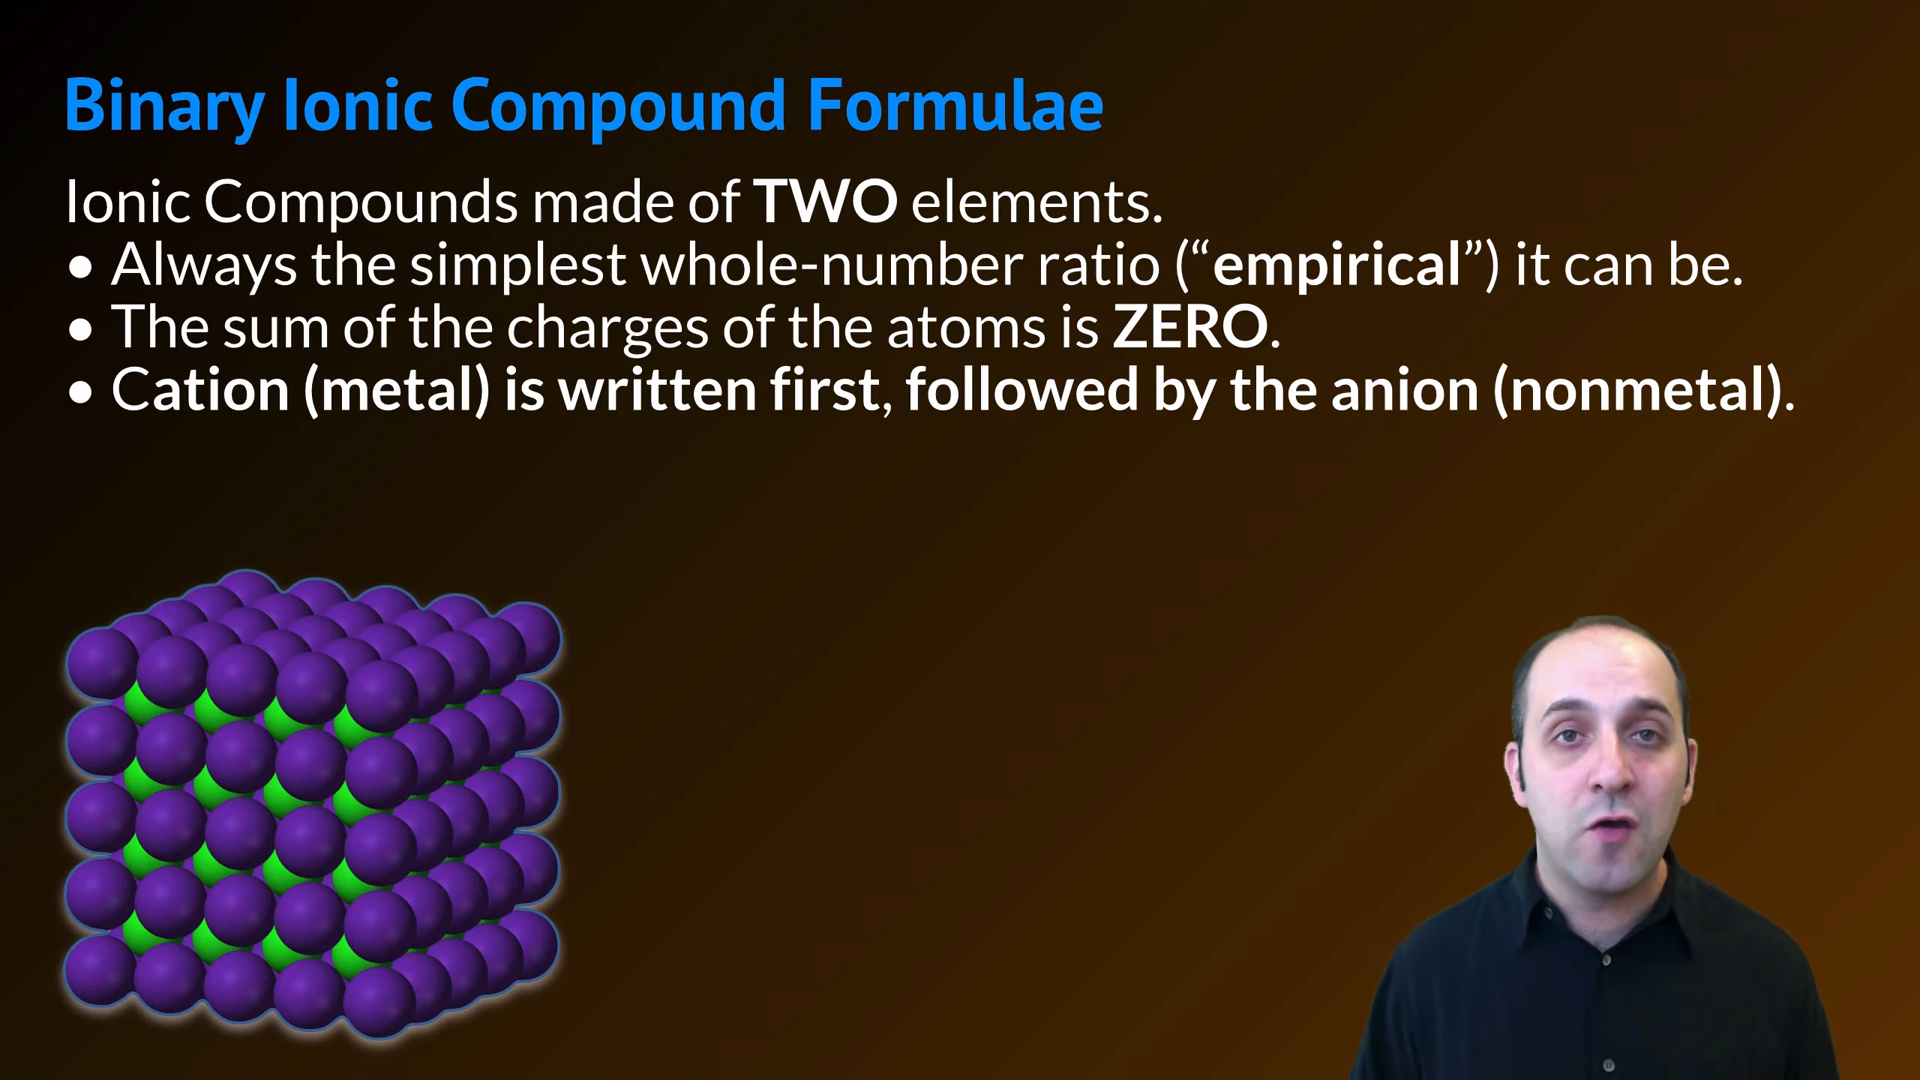 Binary Ionic Compound Formulae
Ionic Compounds made of TWO elements.
• Always the simplest whole-number ratio (“empirical”) it can be.
• The sum of the charges of the atoms is ZERO.
• Cation (metal) is written first, followed by the anion (nonmetal).